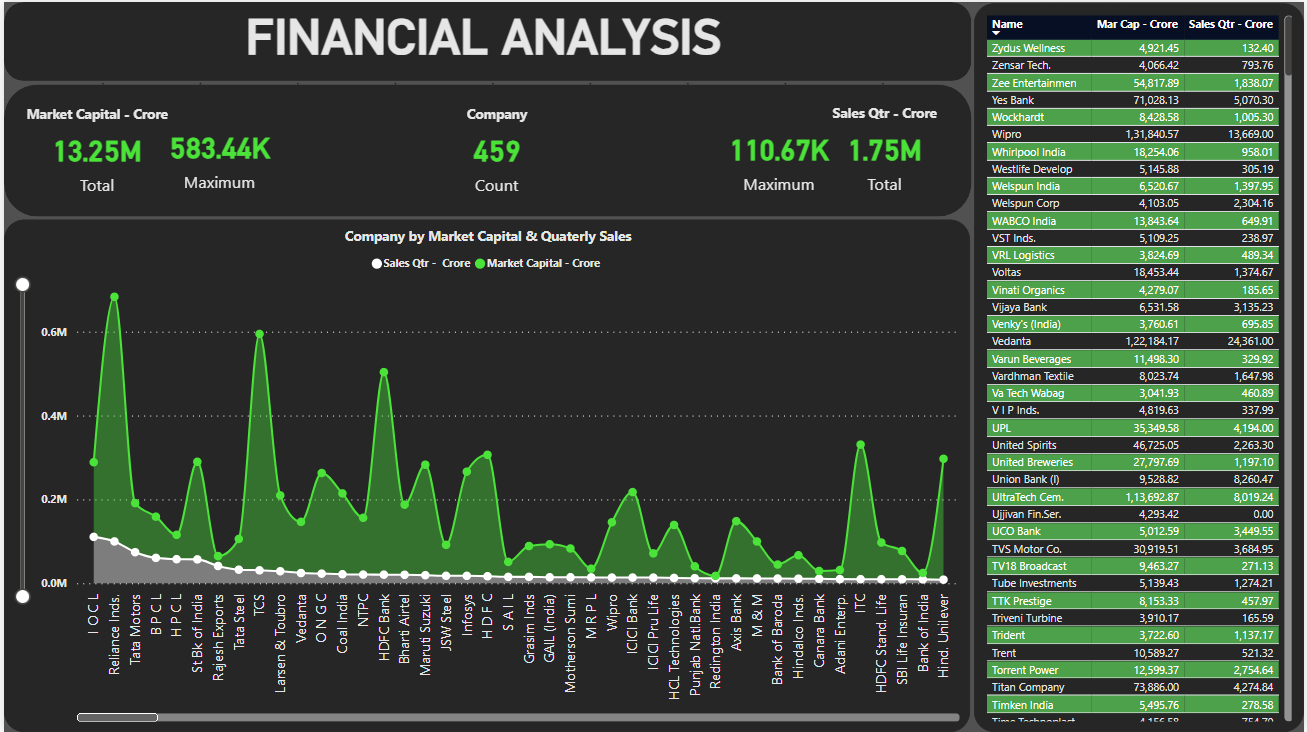 FINANCIAL ANALYSIS
Market Capital - Crore
13.25M 583.44K
Total Maximum
Company
459
Count
Sales Qtr - Crore
110.67K 1.75M
Maximum Total
Company by Market Capital & Quaterly Sales
Sales Qtr - Crore Market Capital - Crore
0.6M
0.4M
0.2M
0.0M
I O C L
Reliance Inds.
Tata Motors
B P C L
H P C L
St Bk of India
Rajesh Exports
Tata Steel
TCS
Larsen & Toubro
Vedanta
O N G C
Coal India
NTPC
HDFC Bank
Bharti Airtel
Maruti Suzuki
JSW Steel
Infosys
H D F C
S A I L
Grasim Inds
GAIL (India)
Motherson Sumi
M R P L
Wipro
ICICI Bank
ICICI Pru Life
HCL Technologies
Punjab Natl.Bank
Redington India
Axis Bank
M & M
Bank of Baroda
Hindalco Inds.
Canara Bank
Adani Enterp.
ITC
HDFC Stand. Life
SBI Life Insuran
Bank of India
Hind. Unilever
Name Mar Cap - Crore Sales Qtr - Crore
Zydus Wellness 4,921.45 132.40
Zensar Tech. 4,066.42 793.76
Zee Entertainmen 54,817.89 1,838.07
Yes Bank 71,028.13 5,070.30
Wockhardt 8,428.58 1,005.30
Wipro 1,31,840.57 13,669.00
Whirlpool India 18,254.06 958.01
Westlife Develop 5,145.88 305.19
Welspun India 6,520.67 1,397.95
Welspun Corp 4,103.05 2,304.16
WABCO India 13,843.64 649.91
VST Inds. 5,109.25 238.97
VRL Logistics 3,824.69 489.34
Voltas 18,453.44 1,374.67
Vinati Organics 4,279.07 185.65
Vijaya Bank 6,531.58 3,135.23
Venky's (India) 3,760.61 695.85
Vedanta 1,22,184.17 24,361.00
Varun Beverages 11,498.30 329.92
Vardhman Textile 8,023.74 1,647.98
Va Tech Wabag 3,041.93 460.89
V I P Inds. 4,819.63 337.99
UPL 35,349.58 4,194.00
United Spirits 46,725.05 2,263.30
United Breweries 27,797.69 1,197.10
Union Bank (I) 9,528.82 8,260.47
UltraTech Cem. 1,13,692.87 8,019.24
Ujjivan Fin.Ser. 4,293.42 0.00
UCO Bank 5,012.59 3,449.55
TVS Motor Co. 30,919.51 3,684.95
TV18 Broadcast 9,463.27 271.13
Tube Investments 5,139.43 1,274.21
TTK Prestige 8,153.33 457.97
Triveni Turbine 3,910.17 165.59
Trident 3,722.60 1,137.17
Trent 10,589.27 521.32
Torrent Power 12,599.37 2,754.64
Titan Company 73,886.00 4,274.84
Timken India 5,495.76 278.58